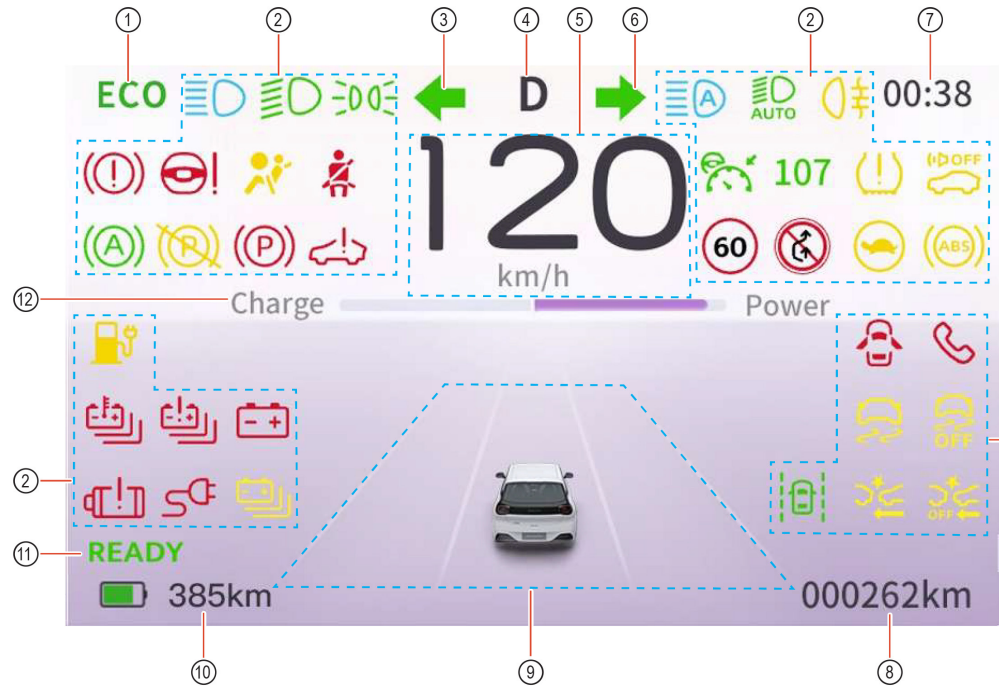 ① ② ③ ④ ⑤ ⑥ ② ⑦
ECO D A AUTO 00:38
120
107 OFF
A P P 60 ABS
km/h
⑫ Charge Power
OFF
②
OFF
⑪ READY
385km 000262km
⑩ ⑨ ⑧